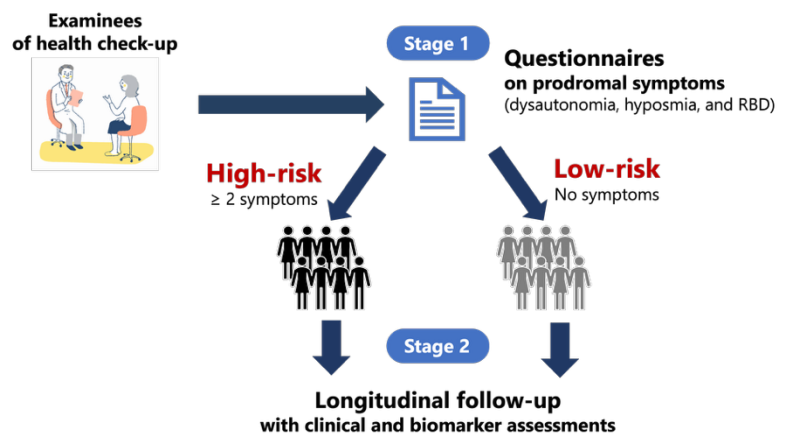 Examinees
of health check-up
Stage 1
Questionnaires
on prodromal symptoms
(dysautonomia, hyposmia, and RBD)
High-risk
≥ 2 symptoms
Low-risk
No symptoms
Stage 2
Longitudinal follow-up
with clinical and biomarker assessments